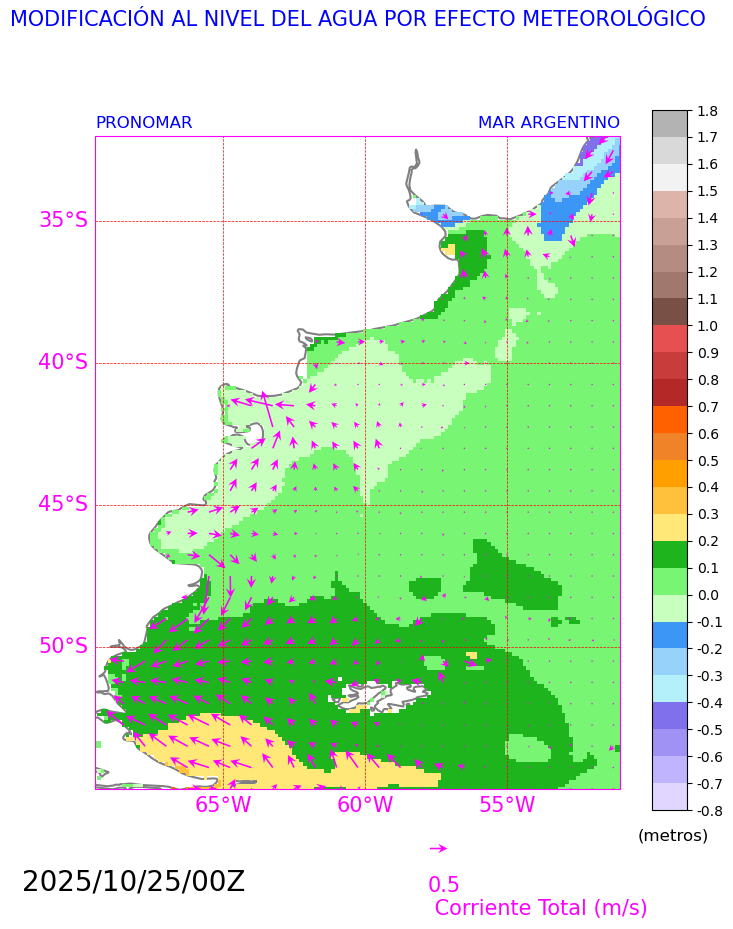 MODIFICACIÓN AL NIVEL DEL AGUA POR EFECTO METEOROLÓGICO
PRONOMAR MAR ARGENTINO
1.8
1.7
1.6
1.5
1.4
1.3
1.2
1.1
1.0
0.9
0.8
0.7
0.6
0.5
0.4
0.3
0.2
0.1
0.0
-0.1
-0.2
-0.3
-0.4
-0.5
-0.6
-0.7
-0.8
(metros)
35°S
40°S
45°S
50°S
65°W 60°W 55°W
2025/10/25/00Z
0.5
Corriente Total (m/s)